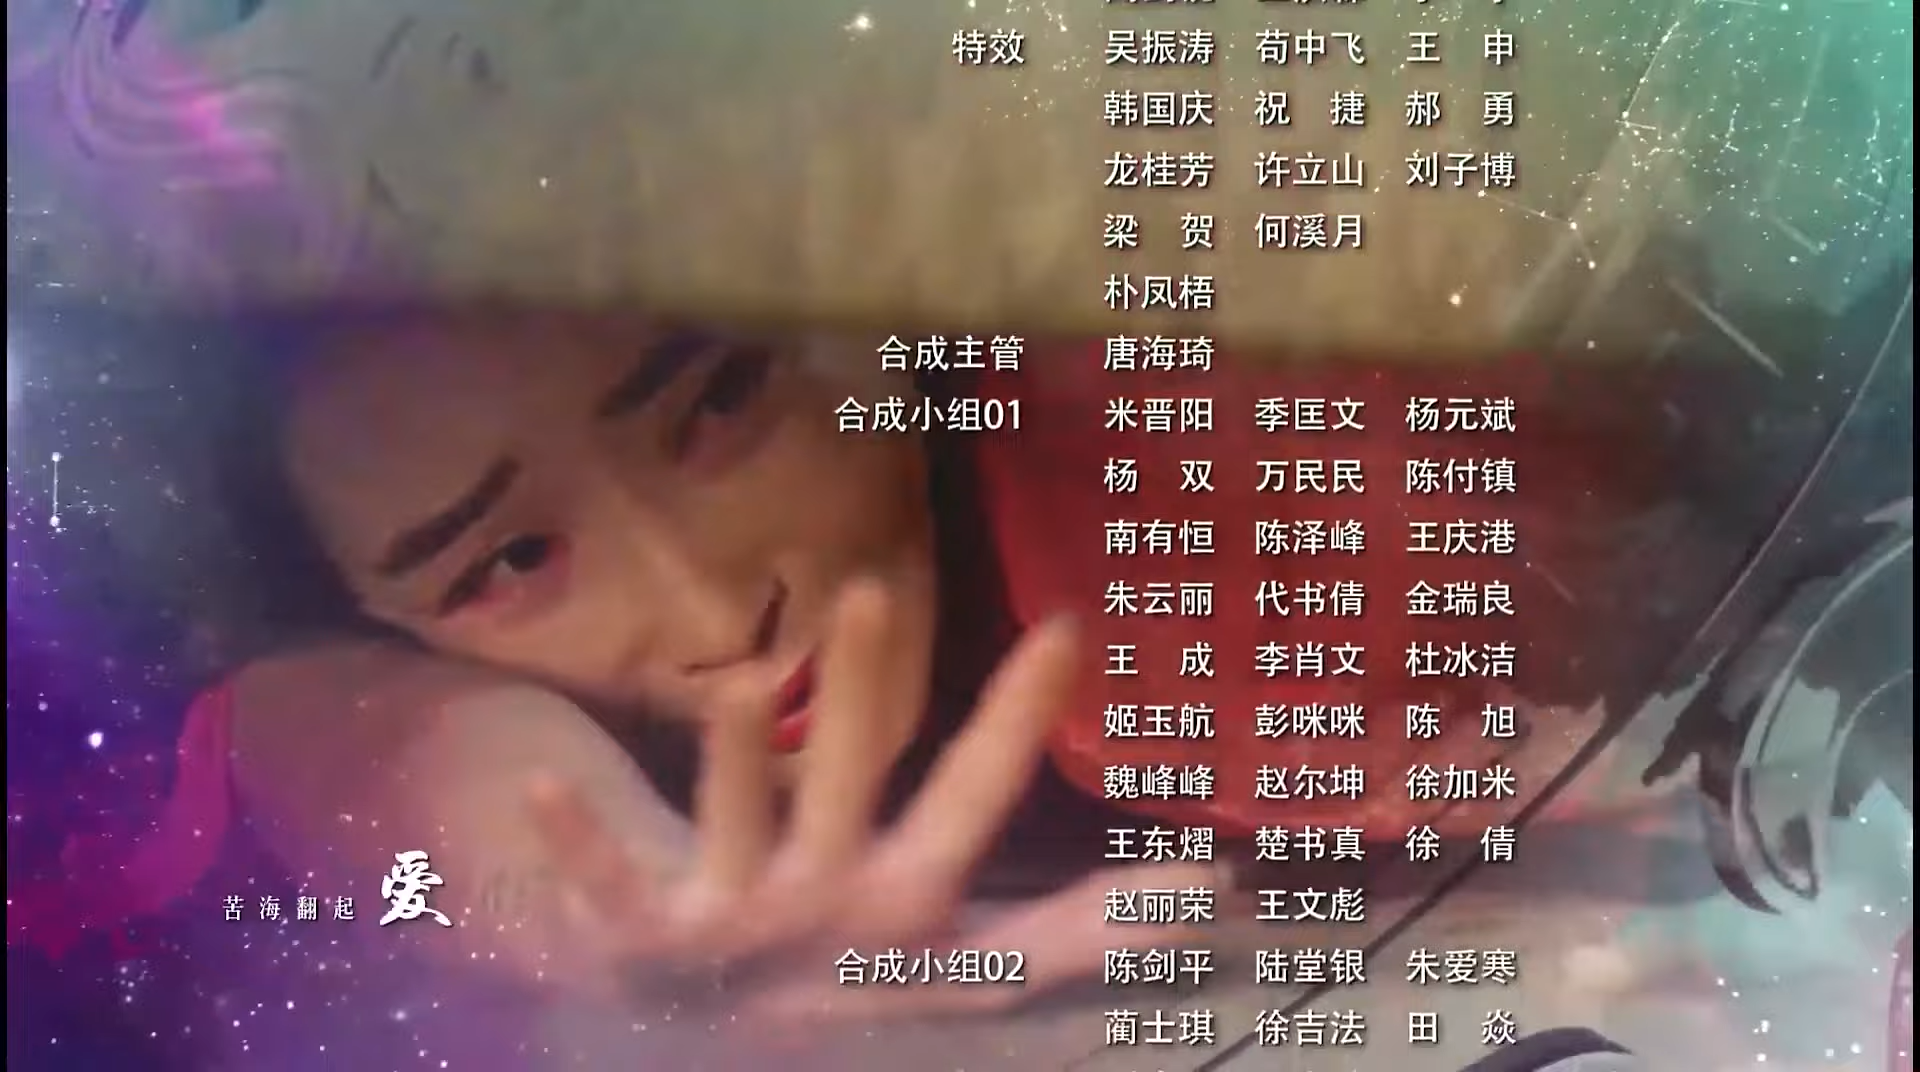 特效 吴振涛 荀中飞 王 申
韩国庆 祝 捷 郝 勇
龙桂芳 许立山 刘子博
梁 贺 何溪月
朴凤梧
合成主管 唐海琦
合成小组01 米晋阳 季匡文 杨元斌
杨 双 万民民 陈付镇
南有恒 陈泽峰 王庆港
朱云丽 代书倩 金瑞良
王 成 李肖文 杜冰洁
姬玉航 彭咪咪 陈 旭
魏峰峰 赵尔坤 徐加米
王东熠 楚书真 徐 倩
赵丽荣 王文彪
苦海翻起爱
合成小组02 陈剑平 陆堂银 朱爱寒
蔺士琪 徐吉法 田 焱